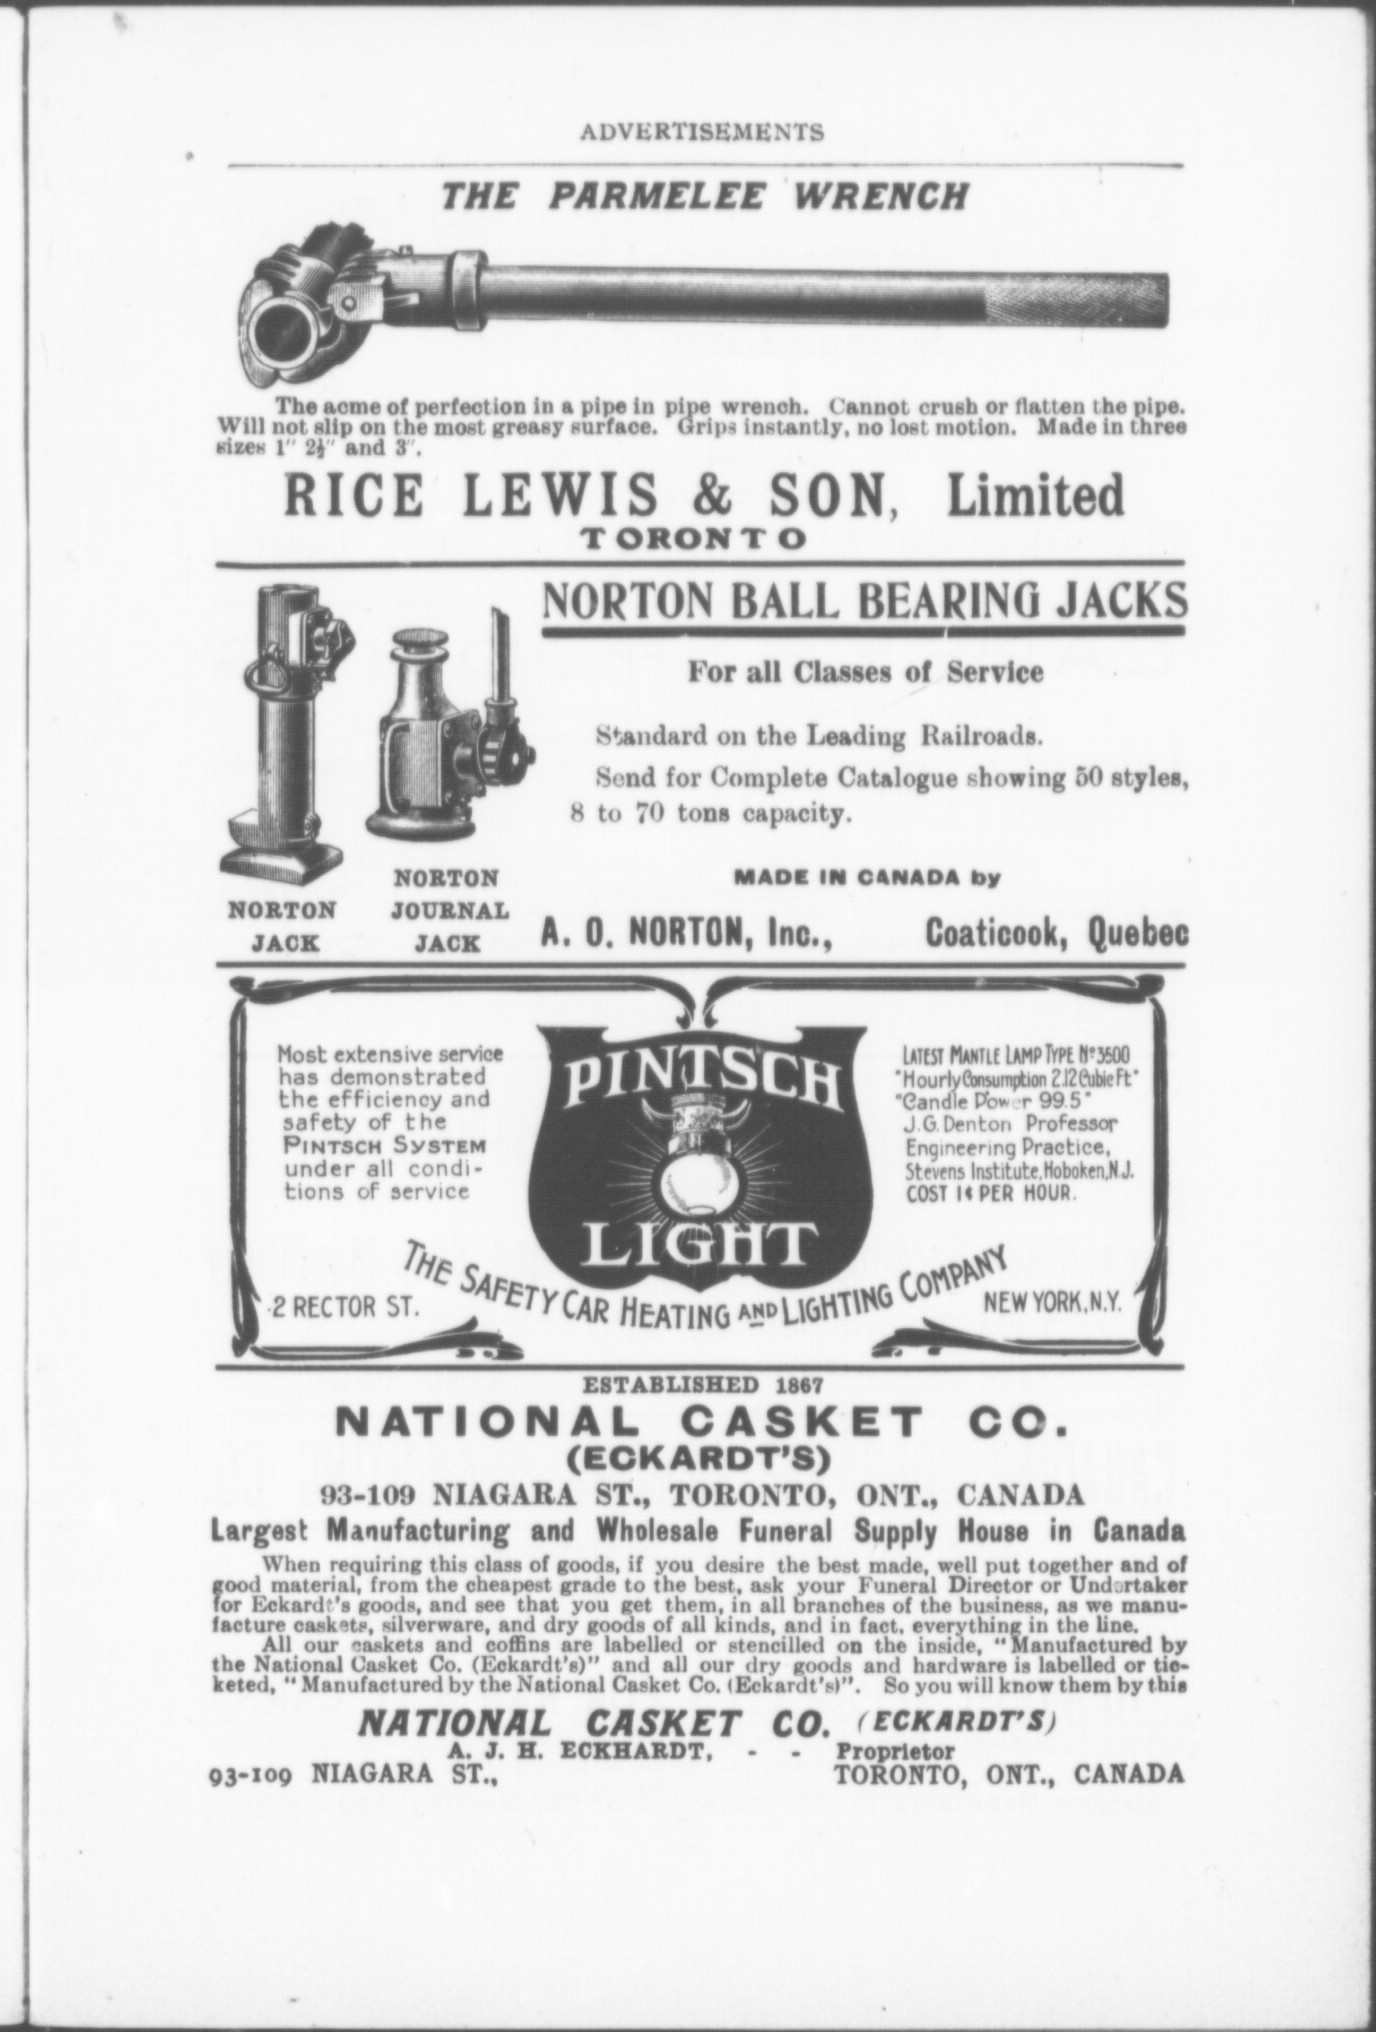 ADVERTISEMENTS
THE PARMELEE WRENCH
The acme of perfection in a pipe in pipe wrench. Cannot crush or flatten the pipe.
Will not slip on the most greasy surface. Grips instantly, no lost motion. Made in three
sizes 1" 2½" and 3".
RICE LEWIS & SON, Limited
TORONTO
NORTON BALL BEARING JACKS
For all Classes of Service
Standard on the Leading Railroads.
Send for Complete Catalogue showing 50 styles,
8 to 70 tons capacity.
MADE IN CANADA by
A. O. NORTON, Inc., Coaticook, Quebec
NORTON
JACK
NORTON
JOURNAL
JACK
Most extensive service
has demonstrated
the efficiency and
safety of the
PINTSCH SYSTEM
under all condi-
tions of service
PINTSCH
LIGHT
LATEST MANTLE LAMP TYPE No 3500
"Hourly Consumption 2.12 Cubic Ft"
"Candle Power 99.5"
J.G. Denton Professor
Engineering Practice,
Stevens Institute, Hoboken, N.J.
COST 1¢ PER HOUR.
THE SAFETY CAR HEATING AND LIGHTING COMPANY
2 RECTOR ST. NEW YORK, N.Y.
ESTABLISHED 1867
NATIONAL CASKET CO.
(ECKARDT'S)
93-109 NIAGARA ST., TORONTO, ONT., CANADA
Largest Manufacturing and Wholesale Funeral Supply House in Canada
When requiring this class of goods, if you desire the best made, well put together and of
good material, from the cheapest grade to the best, ask your Funeral Director or Undertaker
for Eckardt's goods, and see that you get them, in all branches of the business, as we manu-
facture caskets, silverware, and dry goods of all kinds, and in fact, everything in the line.
All our caskets and coffins are labelled or stencilled on the inside, "Manufactured by
the National Casket Co. (Eckardt's)" and all our dry goods and hardware is labelled or tic-
keted, "Manufactured by the National Casket Co. (Eckardt's)". So you will know them by this
NATIONAL CASKET CO. (ECKARDT'S)
A. J. H. ECKHARDT, - - Proprietor
93-109 NIAGARA ST., TORONTO, ONT., CANADA